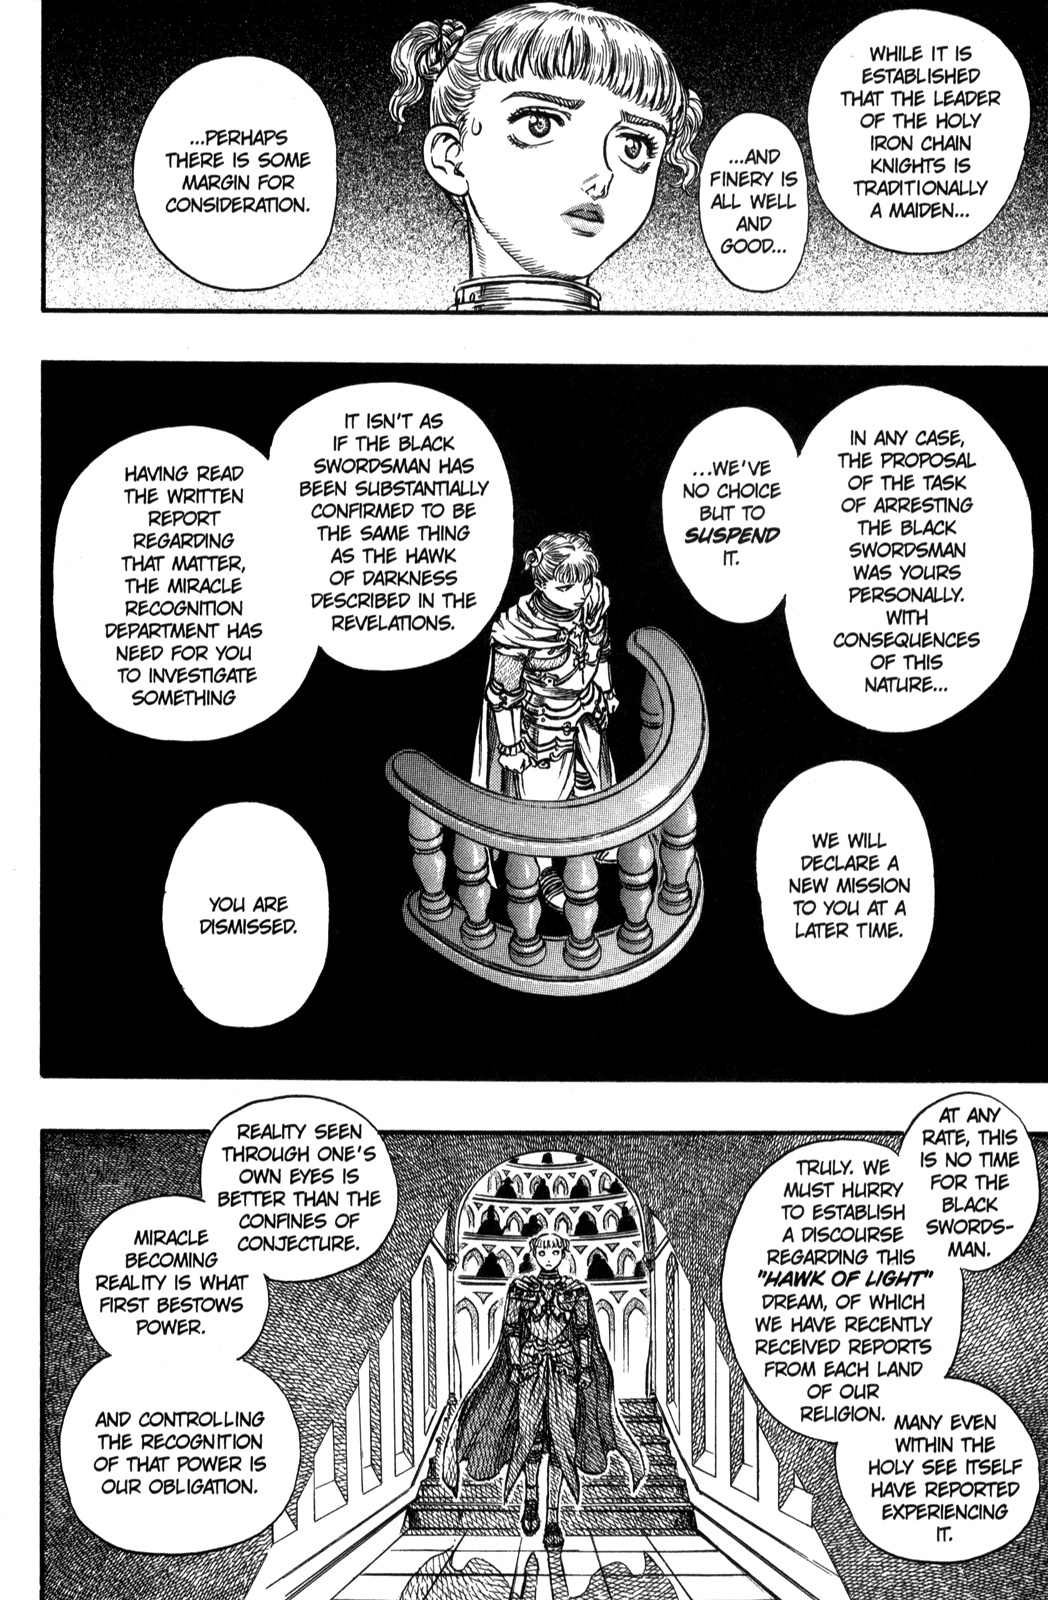 WHILE IT IS
ESTABLISHED
THAT THE LEADER
OF THE HOLY
IRON CHAIN
KNIGHTS IS
TRADITIONALLY
A MAIDEN...
...AND
FINERY IS
ALL WELL
AND
GOOD...
...PERHAPS
THERE IS SOME
MARGIN FOR
CONSIDERATION.
IN ANY CASE,
THE PROPOSAL
OF THE TASK
OF ARRESTING
THE BLACK
SWORDSMAN
WAS YOURS
PERSONALLY.
WITH
CONSEQUENCES
OF THIS
NATURE...
...WE'VE
NO CHOICE
BUT TO
SUSPEND
IT.
IT ISN'T AS
IF THE BLACK
SWORDSMAN HAS
BEEN SUBSTANTIALLY
CONFIRMED TO BE
THE SAME THING
AS THE HAWK
OF DARKNESS
DESCRIBED IN THE
REVELATIONS.
HAVING READ
THE WRITTEN
REPORT
REGARDING
THAT MATTER,
THE MIRACLE
RECOGNITION
DEPARTMENT HAS
NEED FOR YOU
TO INVESTIGATE
SOMETHING
WE WILL
DECLARE A
NEW MISSION
TO YOU AT A
LATER TIME.
YOU ARE
DISMISSED.
AT ANY
RATE, THIS
IS NO TIME
FOR THE
BLACK
SWORDS-
MAN.
TRULY. WE
MUST HURRY
TO ESTABLISH
A DISCOURSE
REGARDING THIS
"HAWK OF LIGHT"
DREAM, OF WHICH
WE HAVE RECENTLY
RECEIVED REPORTS
FROM EACH LAND
OF OUR
RELIGION.
MANY EVEN
WITHIN THE
HOLY SEE ITSELF
HAVE REPORTED
EXPERIENCING
IT.
REALITY SEEN
THROUGH ONE'S
OWN EYES IS
BETTER THAN THE
CONFINES OF
CONJECTURE.
MIRACLE
BECOMING
REALITY IS WHAT
FIRST BESTOWS
POWER.
AND CONTROLLING
THE RECOGNITION
OF THAT POWER IS
OUR OBLIGATION.